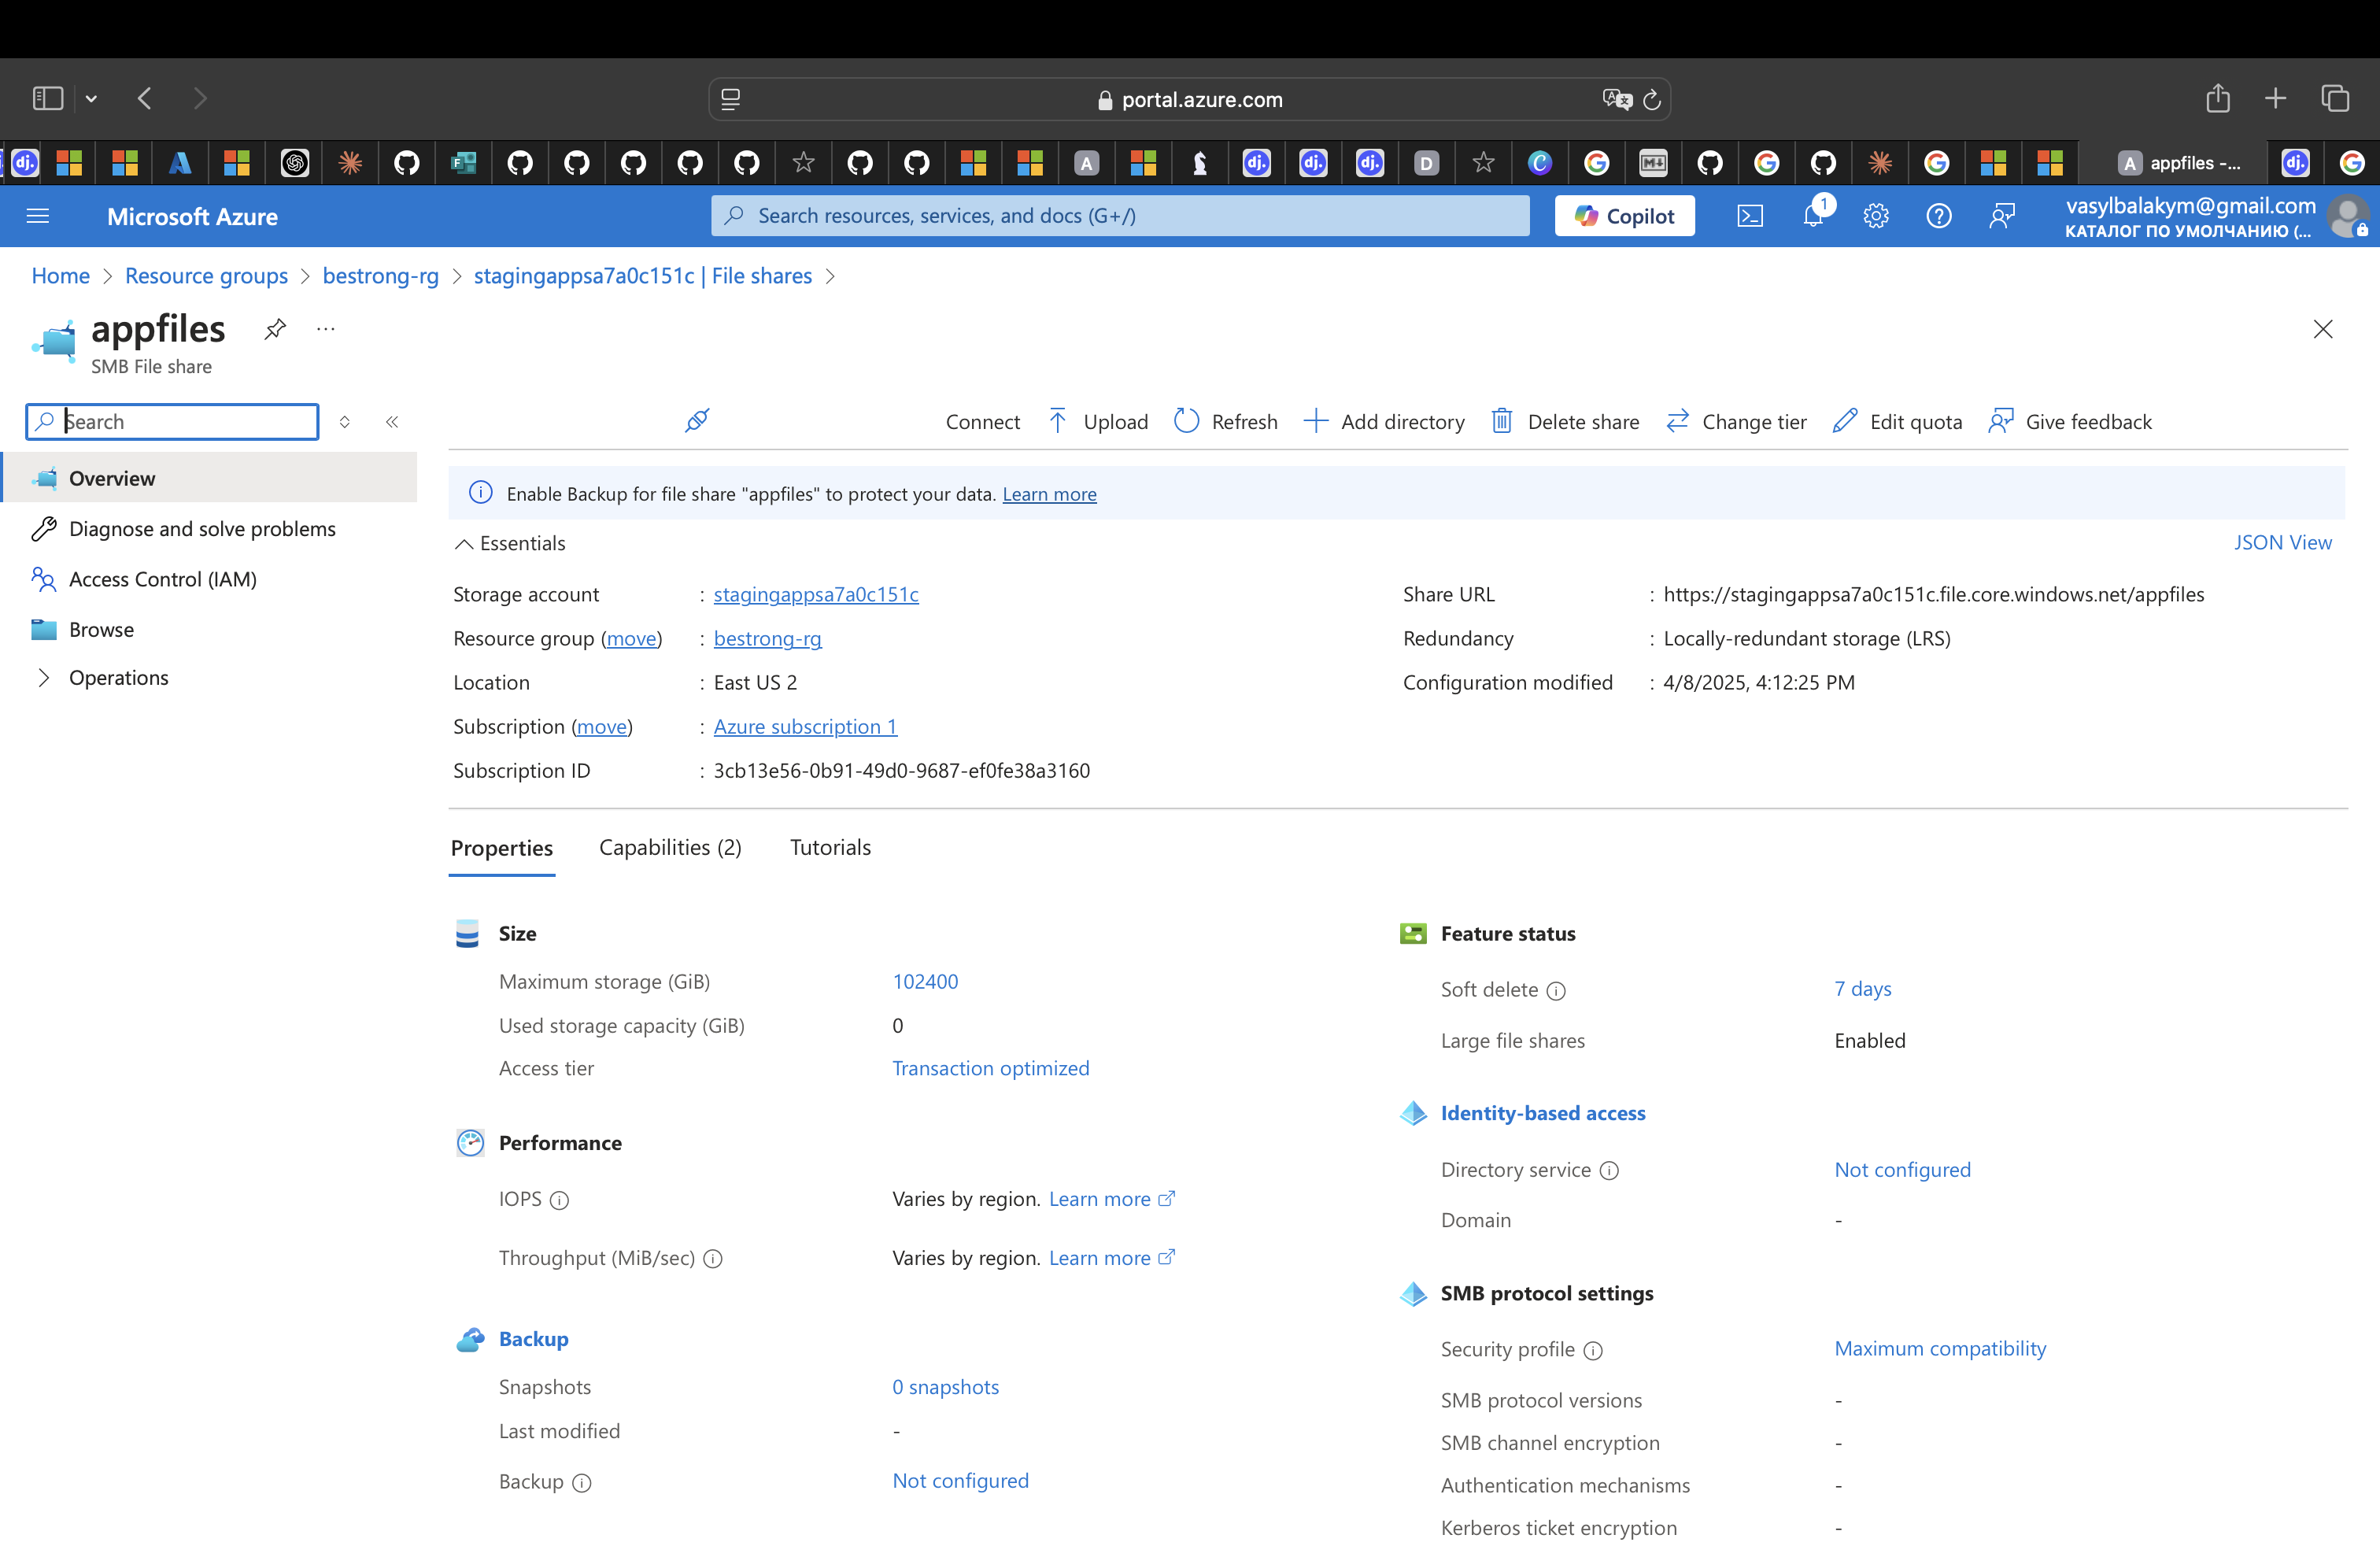 portal.azure.com
dj.
F
A
dj.
dj.
dj.
D
C
G
M
G
G
A appfiles -...
dj.
G
Microsoft Azure
Search resources, services, and docs (G+/)
Copilot
1
vasylbalakym@gmail.com
КАТАЛОГ ПО УМОЛЧАНИЮ (...
Home > Resource groups > bestrong-rg > stagingappsa7a0c151c | File shares >
appfiles
...
SMB File share
Search
Connect
Upload
Refresh
Add directory
Delete share
Change tier
Edit quota
Give feedback
Overview
Diagnose and solve problems
Access Control (IAM)
Browse
Operations
Enable Backup for file share "appfiles" to protect your data. Learn more
Essentials
JSON View
Storage account : stagingappsa7a0c151c
Resource group (move) : bestrong-rg
Location : East US 2
Subscription (move) : Azure subscription 1
Subscription ID : 3cb13e56-0b91-49d0-9687-ef0fe38a3160
Share URL : https://stagingappsa7a0c151c.file.core.windows.net/appfiles
Redundancy : Locally-redundant storage (LRS)
Configuration modified : 4/8/2025, 4:12:25 PM
Properties
Capabilities (2)
Tutorials
Size
Maximum storage (GiB) 102400
Used storage capacity (GiB) 0
Access tier Transaction optimized
Performance
IOPS Varies by region. Learn more
Throughput (MiB/sec) Varies by region. Learn more
Backup
Snapshots 0 snapshots
Last modified -
Backup Not configured
Feature status
Soft delete 7 days
Large file shares Enabled
Identity-based access
Directory service Not configured
Domain -
SMB protocol settings
Security profile Maximum compatibility
SMB protocol versions -
SMB channel encryption -
Authentication mechanisms -
Kerberos ticket encryption -